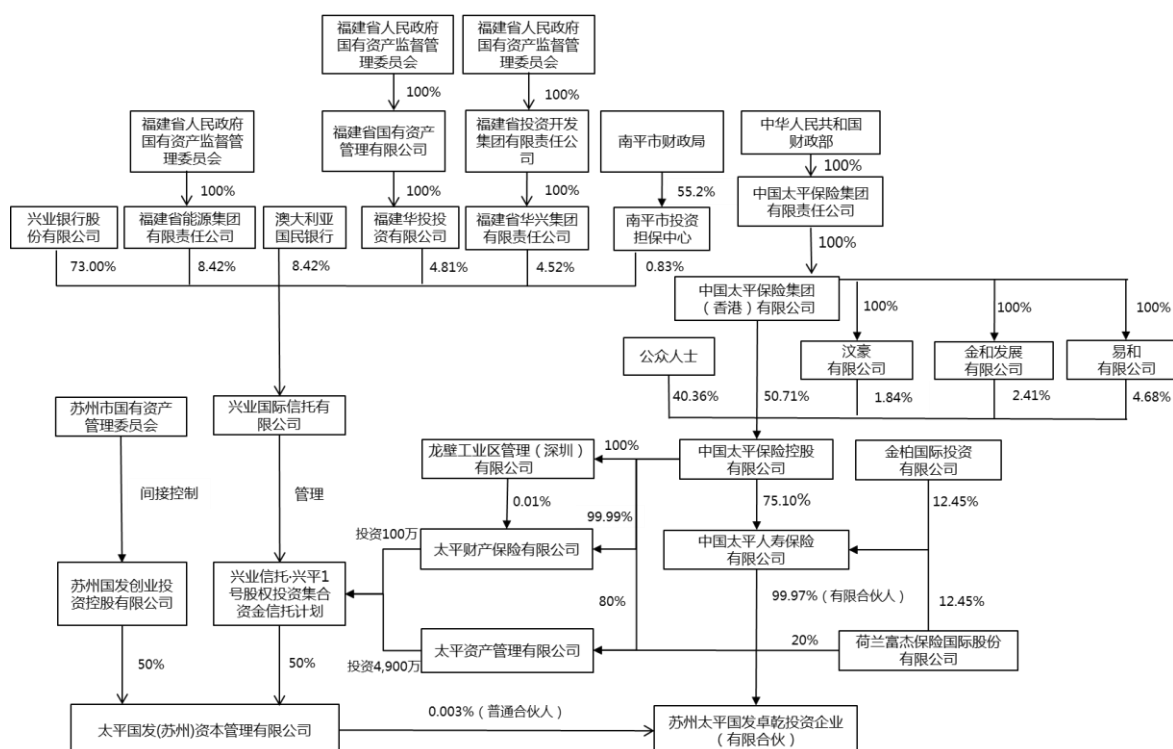 福建省人民政府
国有资产监督管
理委员会
福建省人民政府
国有资产监督管
理委员会
100%
100%
福建省人民政府
国有资产监督管
理委员会
福建省国有资产
管理有限公司
福建省投资开发
集团有限责任公
司
南平市财政局
中华人民共和国
财政部
100%
100%
100%
100%
55.2%
中国太平保险集团
有限责任公司
兴业银行股
份有限公司
福建省能源集团
有限责任公司
澳大利亚
国民银行
福建华投投
资有限公司
福建省华兴集团
有限责任公司
南平市投资
担保中心
100%
73.00%
8.42%
8.42%
4.81%
4.52%
0.83%
中国太平保险集团
（香港）有限公司
100%
100%
100%
公众人士
汶豪
有限公司
金和发展
有限公司
易和
有限公司
40.36%
50.71%
1.84%
2.41%
4.68%
苏州市国有资产
管理委员会
兴业国际信托有
限公司
龙壁工业区管理（深圳）
有限公司
100%
中国太平保险控股
有限公司
金柏国际投资
有限公司
间接控制
管理
0.01%
99.99%
75.10%
12.45%
投资100万
太平财产保险有限公司
中国太平人寿保险
有限公司
苏州国发创业投
资控股有限公司
兴业信托·兴平1
号股权投资集合
资金信托计划
80%
99.97%（有限合伙人）
12.45%
50%
50%
投资4,900万
太平资产管理有限公司
20%
荷兰富杰保险国际股份
有限公司
太平国发(苏州)资本管理有限公司
0.003%（普通合伙人）
苏州太平国发卓乾投资企业
（有限合伙）